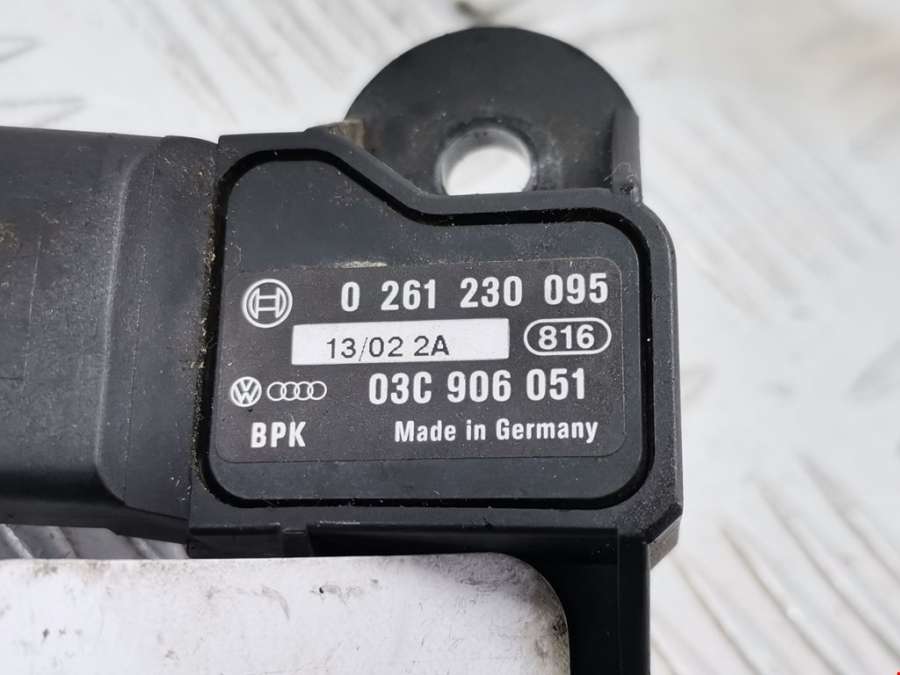 0 261 230 095
13/02 2A 816
03C 906 051
BPK Made in Germany